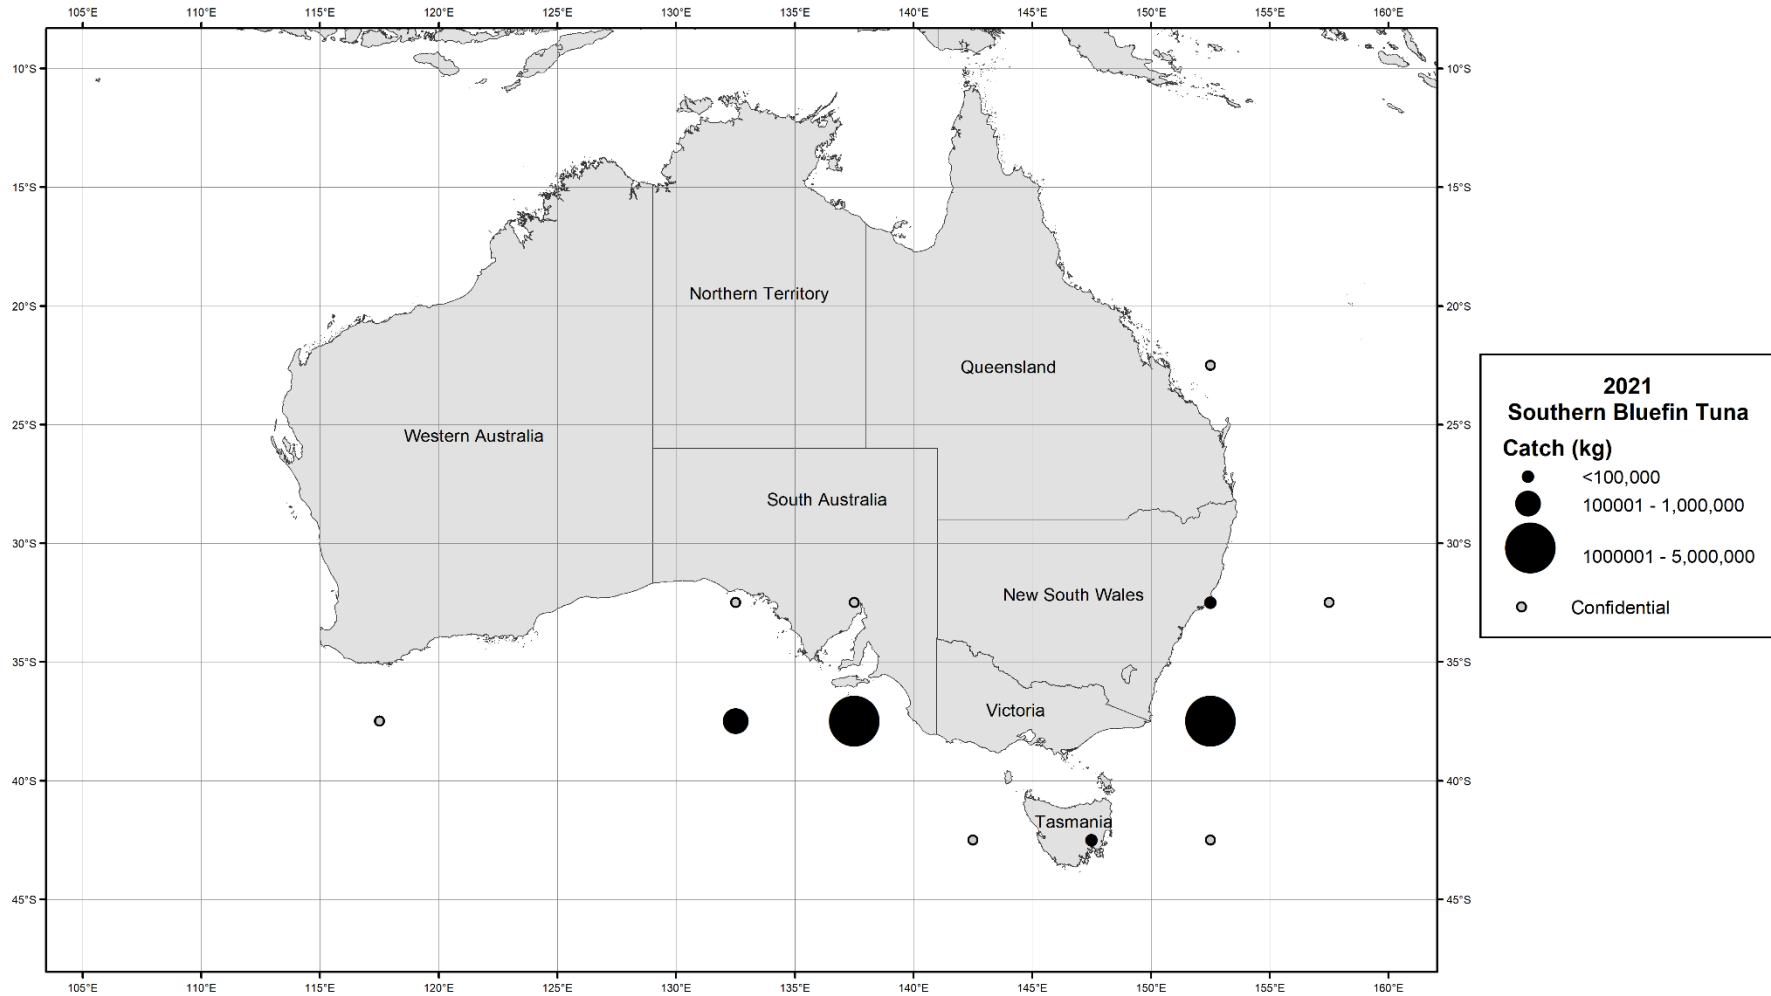 105°E 110°E 115°E 120°E 125°E 130°E 135°E 140°E 145°E 150°E 155°E 160°E
10°S 10°S
15°S 15°S
Northern Territory
20°S 20°S
Queensland
25°S 25°S
Western Australia
South Australia
30°S 30°S
New South Wales
35°S 35°S
Victoria
40°S 40°S
Tasmania
45°S 45°S
105°E 110°E 115°E 120°E 125°E 130°E 135°E 140°E 145°E 150°E 155°E 160°E
2021
Southern Bluefin Tuna
Catch (kg)
<100,000
100001 - 1,000,000
1000001 - 5,000,000
Confidential